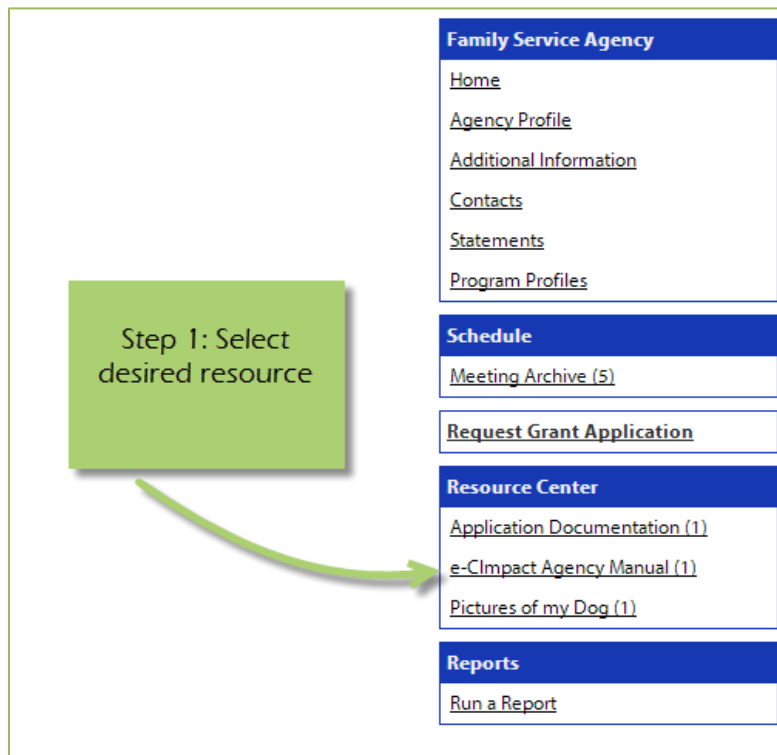 Family Service Agency
Home
Agency Profile
Additional Information
Contacts
Statements
Program Profiles
Step 1: Select
desired resource
Schedule
Meeting Archive (5)
Request Grant Application
Resource Center
Application Documentation (1)
e-CImpact Agency Manual (1)
Pictures of my Dog (1)
Reports
Run a Report